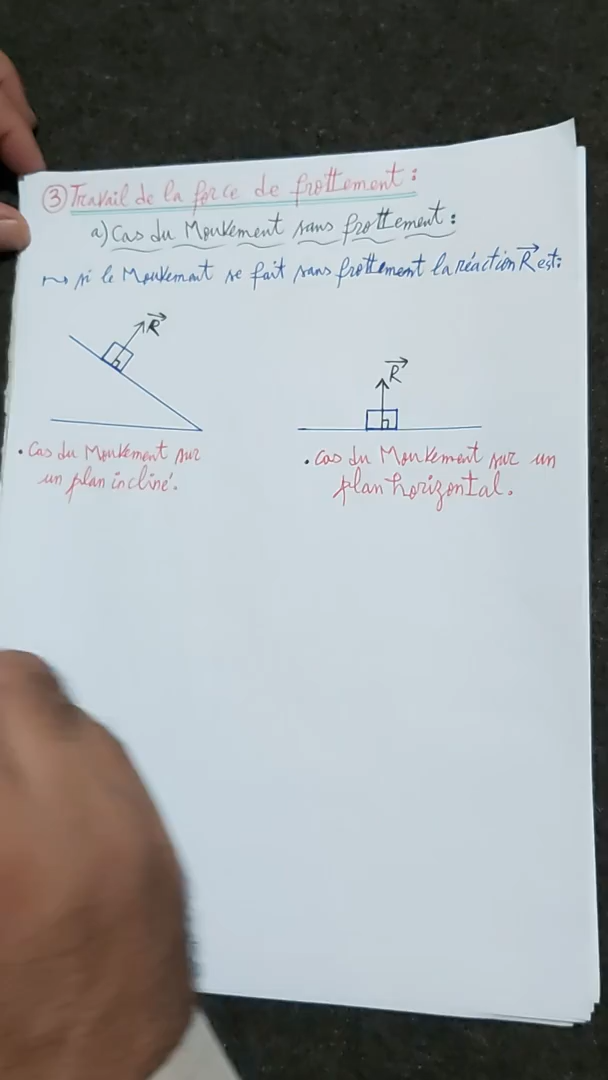 ③ Travail de la force de frottement :
a) Cas du Mouvement sans frottement :
⤳ si le Mouvement se fait sans frottement la réaction R⃗ est :
R⃗
R⃗
• Cas du Mouvement sur
un plan incliné.
• Cas du Mouvement sur un
plan horizontal.